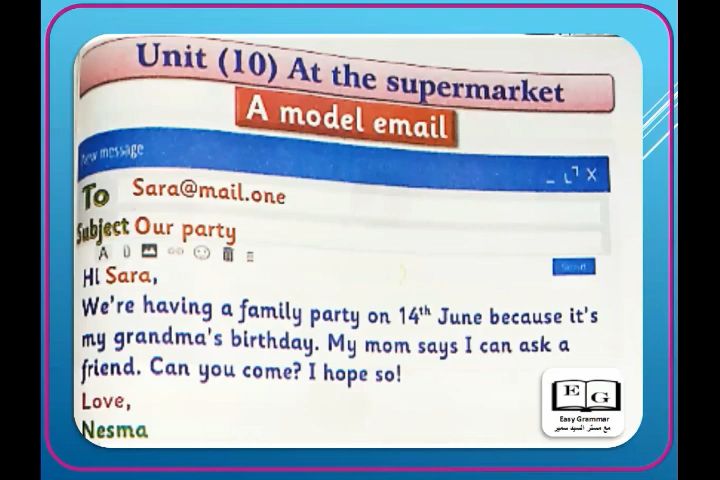 Unit (10) At the supermarket
A model email
New message
To Sara@mail.one
Subject Our party
Send
Hi Sara,
We're having a family party on 14th June because it's
my grandma's birthday. My mom says I can ask a
friend. Can you come? I hope so!
Love,
Nesma
E G
Easy Grammar
مع مستر السيد سمير